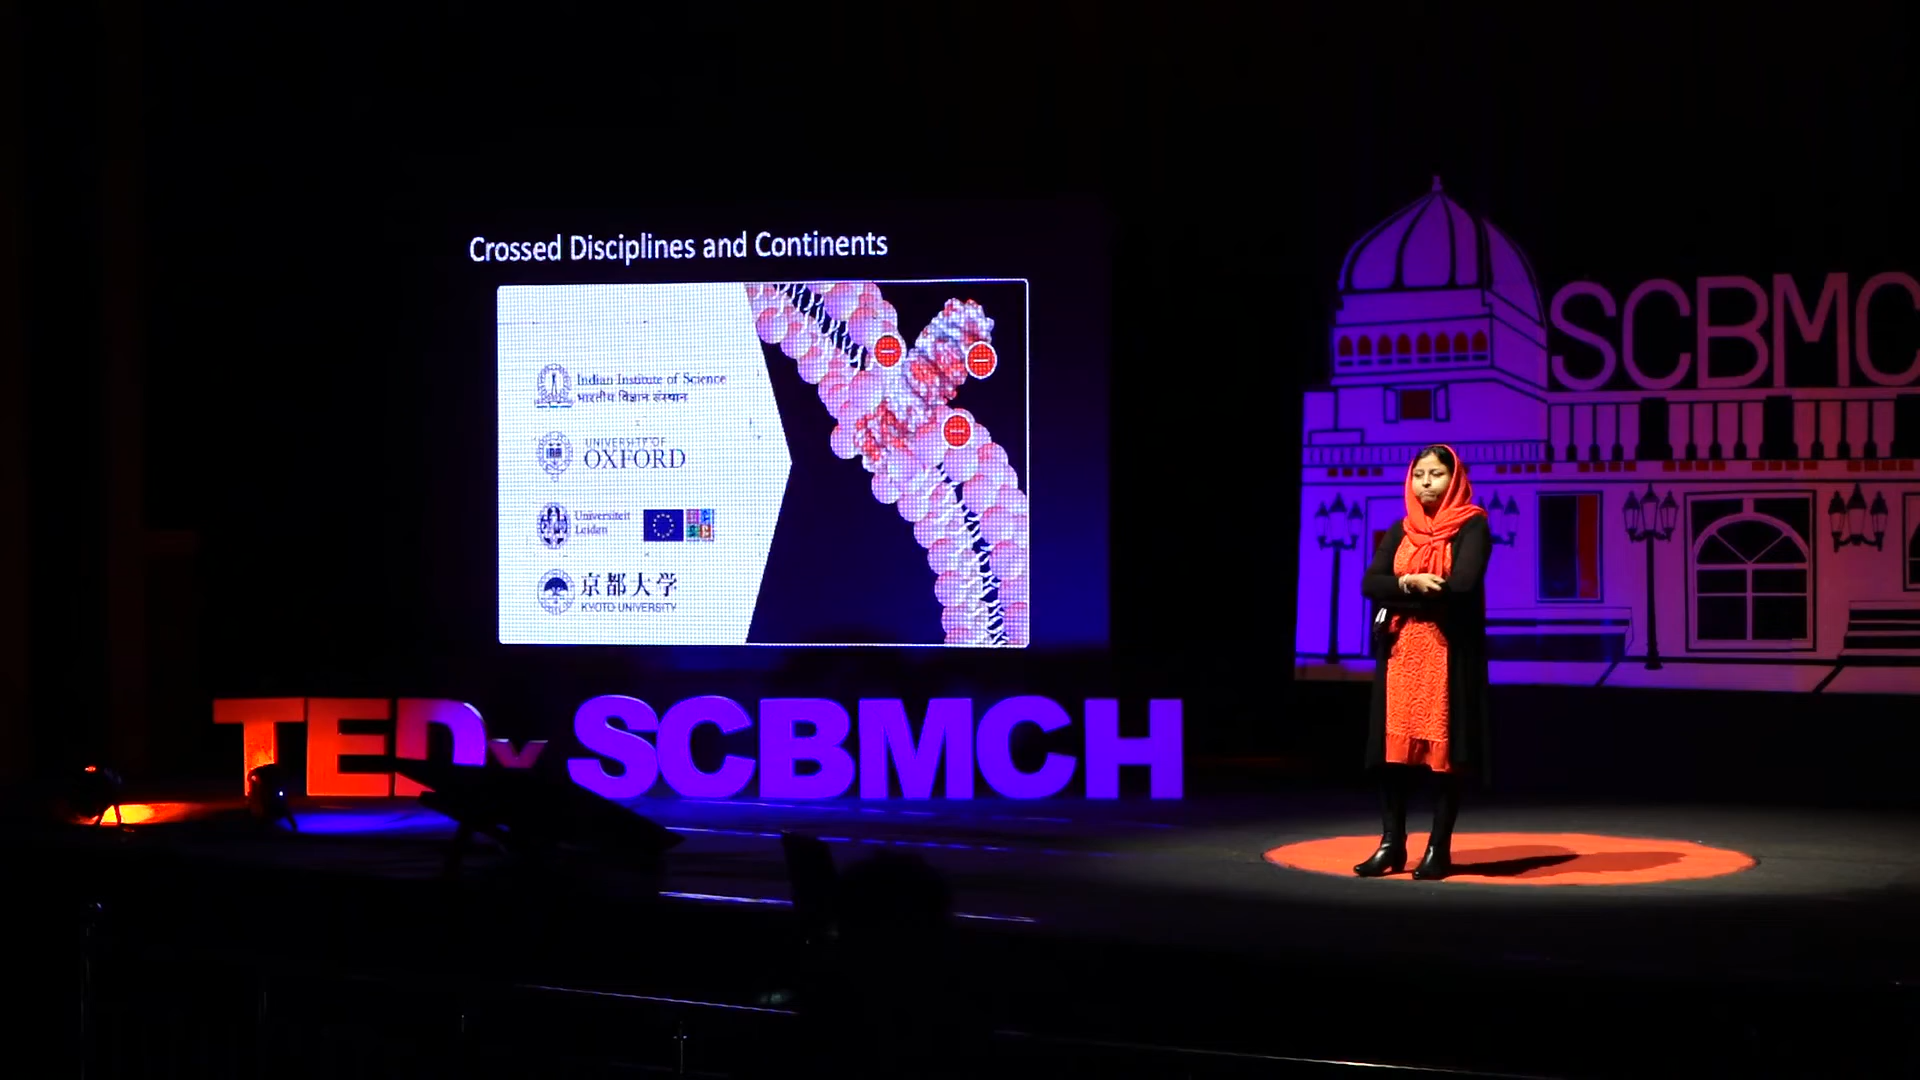 Crossed Disciplines and Continents
Indian Institute of Science
भारतीय विज्ञान संस्थान
UNIVERSITY OF
OXFORD
Universiteit
Leiden
京都大学
KYOTO UNIVERSITY
SCBMC
TEDx SCBMCH